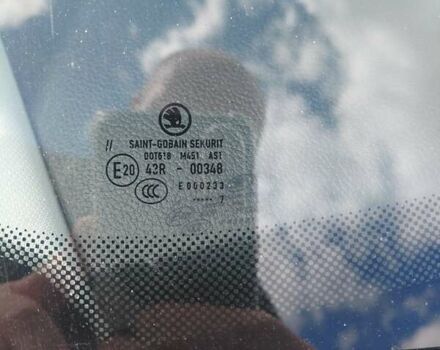 // SAINT-GOBAIN SEKURIT
DOT618 M451 AS1
E20 43R - 00348
CCC E000233
..... 7